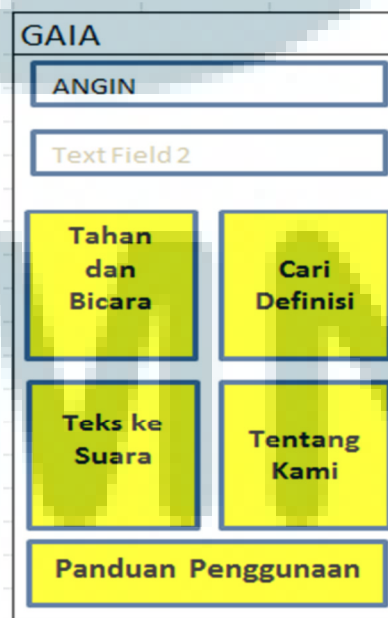 GAIA
ANGIN
Text Field 2
Tahan
dan
Bicara
Cari
Definisi
Teks ke
Suara
Tentang
Kami
Panduan Penggunaan